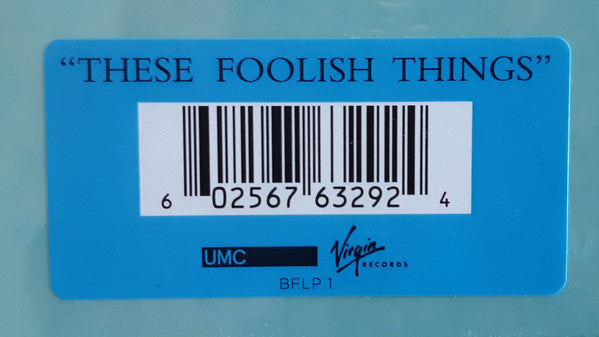 “THESE FOOLISH THINGS”
6 02567 63292 4
UMC
Virgin
RECORDS
BFLP 1